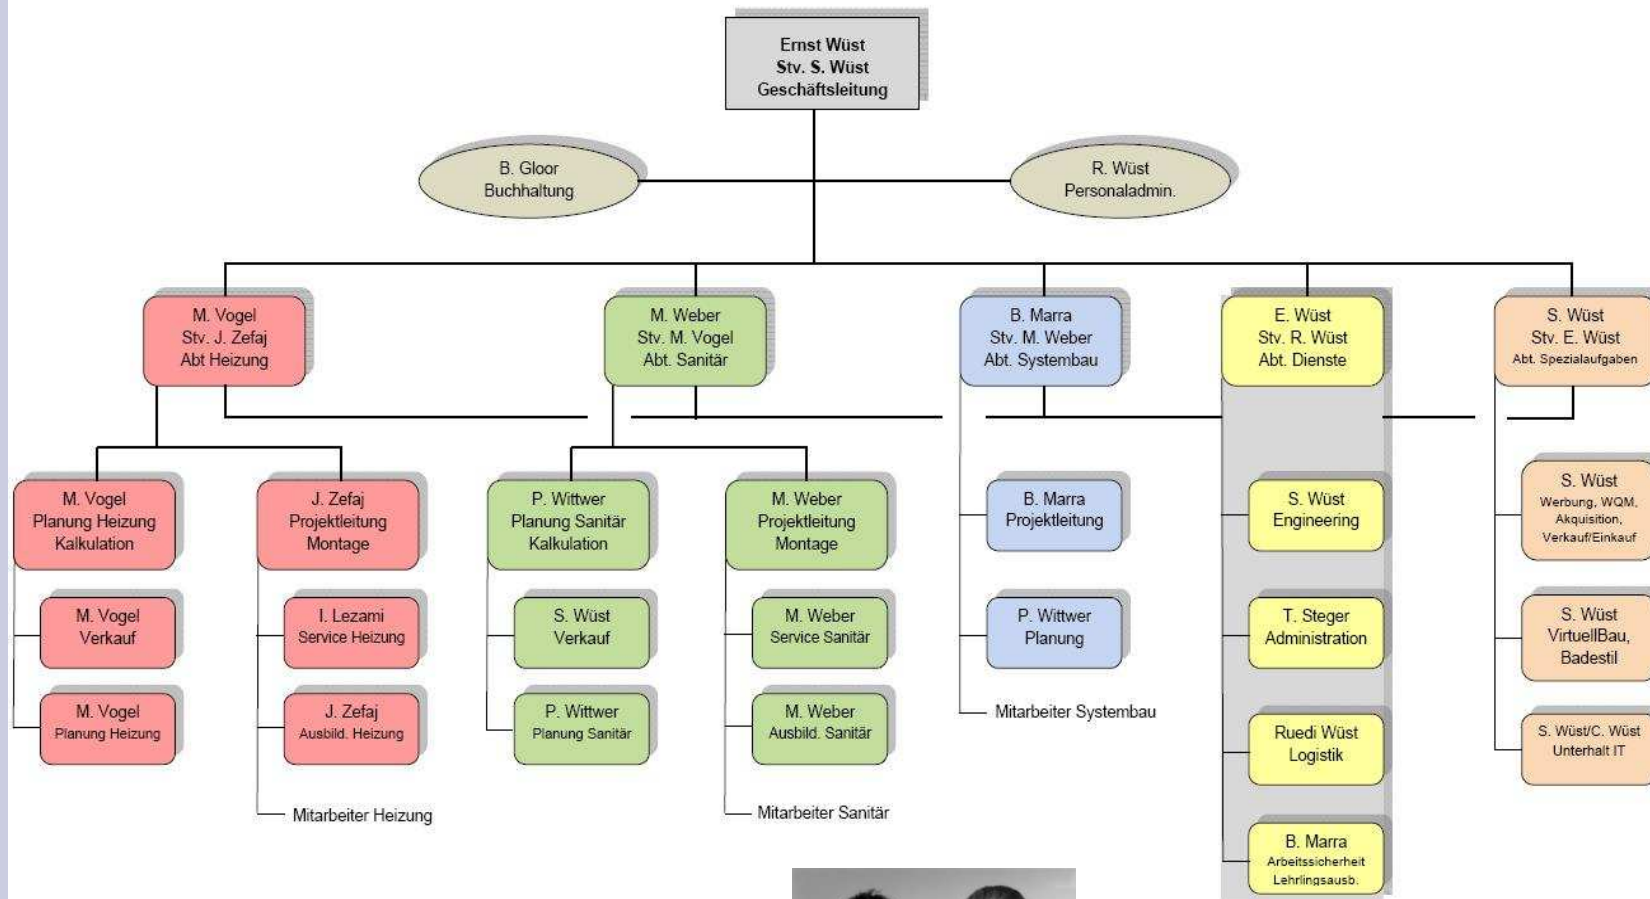 Ernst Wüst
Stv. S. Wüst
Geschäftsleitung
B. Gloor
Buchhaltung
R. Wüst
Personaladmin.
M. Vogel
Stv. J. Zefaj
Abt Heizung
M. Weber
Stv. M. Vogel
Abt. Sanitär
B. Marra
Stv. M. Weber
Abt. Systembau
E. Wüst
Stv. R. Wüst
Abt. Dienste
S. Wüst
Stv. E. Wüst
Abt. Spezialaufgaben
M. Vogel
Planung Heizung
Kalkulation
J. Zefaj
Projektleitung
Montage
P. Wittwer
Planung Sanitär
Kalkulation
M. Weber
Projektleitung
Montage
B. Marra
Projektleitung
S. Wüst
Engineering
S. Wüst
Werbung, WQM,
Akquisition,
Verkauf/Einkauf
M. Vogel
Verkauf
I. Lezami
Service Heizung
S. Wüst
Verkauf
M. Weber
Service Sanitär
P. Wittwer
Planung
T. Steger
Administration
S. Wüst
VirtuellBau,
Badestil
M. Vogel
Planung Heizung
J. Zefaj
Ausbild. Heizung
P. Wittwer
Planung Sanitär
M. Weber
Ausbild. Sanitär
Mitarbeiter Systembau
Ruedi Wüst
Logistik
S. Wüst/C. Wüst
Unterhalt IT
Mitarbeiter Heizung
Mitarbeiter Sanitär
B. Marra
Arbeitssicherheit
Lehrlingsausb.